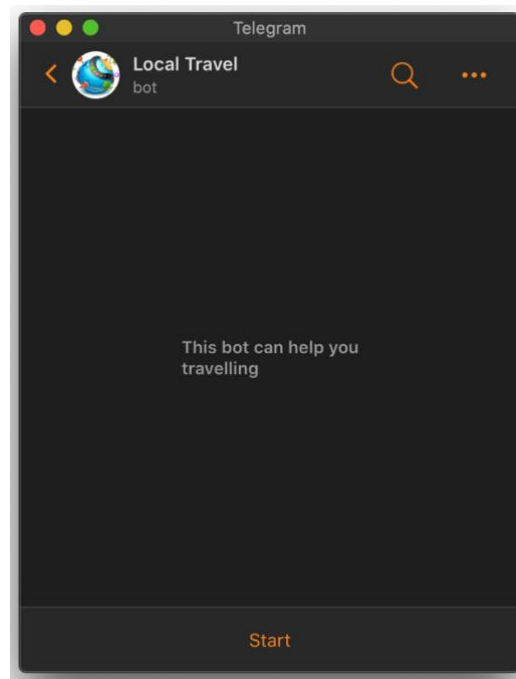 Telegram
Local Travel
bot
This bot can help you
travelling
Start